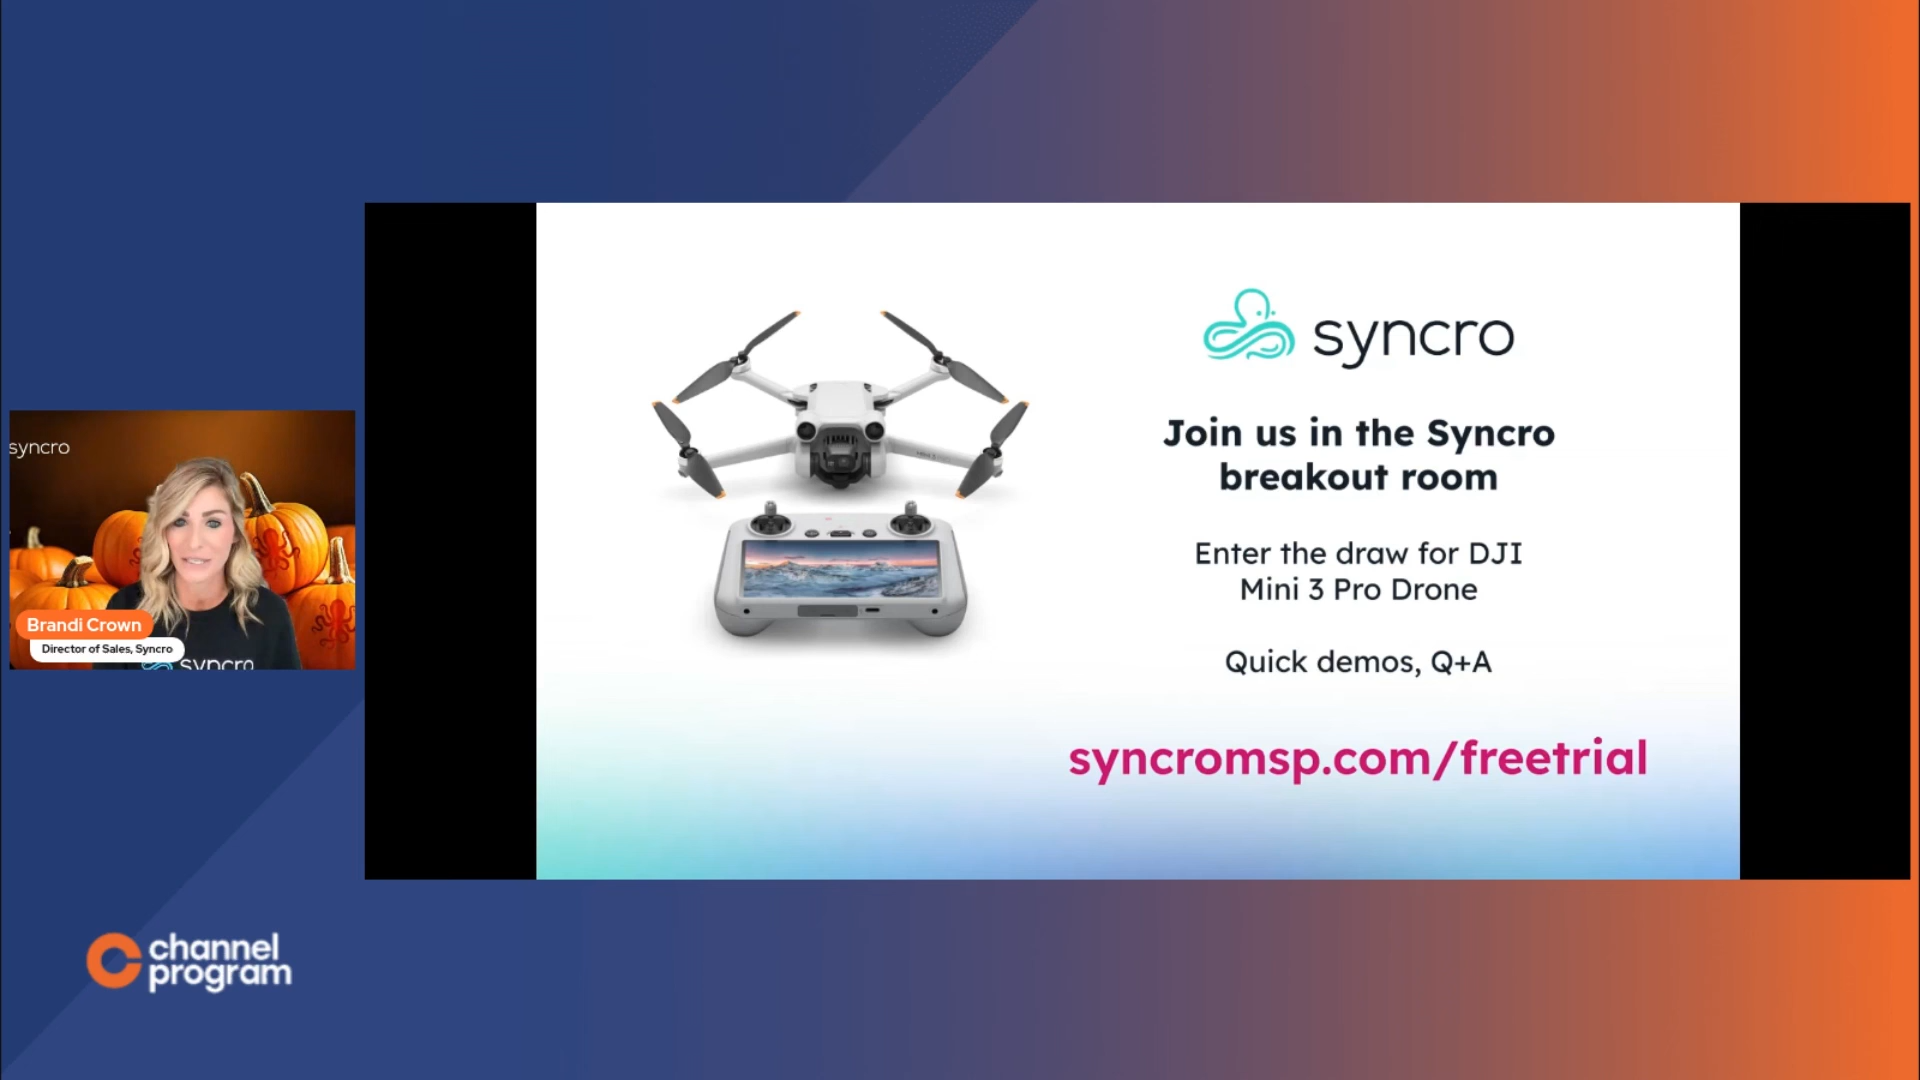 syncro
Brandi Crown
Director of Sales, Syncro
syncro
syncro
Join us in the Syncro
breakout room
Enter the draw for DJI
Mini 3 Pro Drone
Quick demos, Q+A
syncromsp.com/freetrial
channel
program